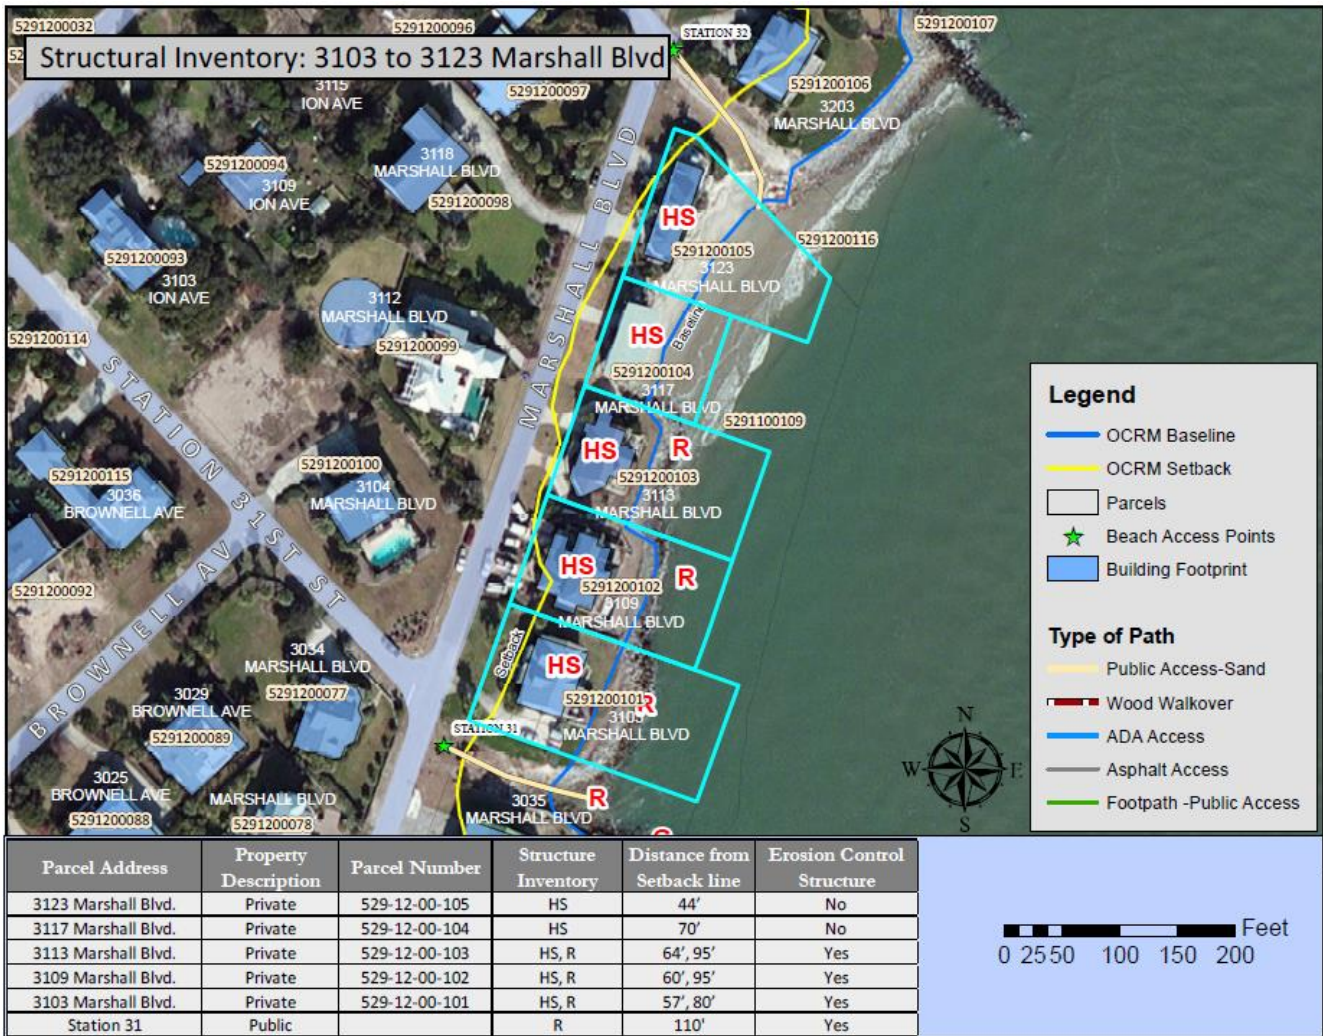 Structural Inventory: 3103 to 3123 Marshall Blvd
5291200032
5291200096
STATION 32
5291200107
3115
ION AVE
5291200097
5291200106
3203
MARSHALL BLVD
5291200094
3109
ION AVE
3118
MARSHALL BLVD
5291200098
MARSHALL BLVD
HS
5291200105
3123
MARSHALL BLVD
5291200116
5291200093
3103
ION AVE
3112
MARSHALL BLVD
5291200099
5291200114
HS
Baseline
5291200104
3117
MARSHALL BLVD
5291100109
STATION 31ST ST
5291200100
3104
MARSHALL BLVD
5291200115
3036
BROWNELL AVE
HS
R
5291200103
3113
MARSHALL BLVD
5291200092
BROWNELL AV
HS
R
5291200102
3109
MARSHALL BLVD
3034
MARSHALL BLVD
5291200077
Setback
HS
5291200101
R
3103
MARSHALL BLVD
3029
BROWNELL AVE
5291200089
STATION 31
3025
BROWNELL AVE
5291200088
MARSHALL BLVD
5291200078
3035
MARSHALL BLVD
R
Legend
OCRM Baseline
OCRM Setback
Parcels
Beach Access Points
Building Footprint
Type of Path
Public Access-Sand
Wood Walkover
ADA Access
Asphalt Access
Footpath -Public Access
N
W E
S
Parcel Address Property Description Parcel Number Structure Inventory Distance from Setback line Erosion Control Structure
3123 Marshall Blvd. Private 529-12-00-105 HS 44' No
3117 Marshall Blvd. Private 529-12-00-104 HS 70' No
3113 Marshall Blvd. Private 529-12-00-103 HS, R 64', 95' Yes
3109 Marshall Blvd. Private 529-12-00-102 HS, R 60', 95' Yes
3103 Marshall Blvd. Private 529-12-00-101 HS, R 57', 80' Yes
Station 31 Public R 110' Yes
Feet
0 25 50 100 150 200